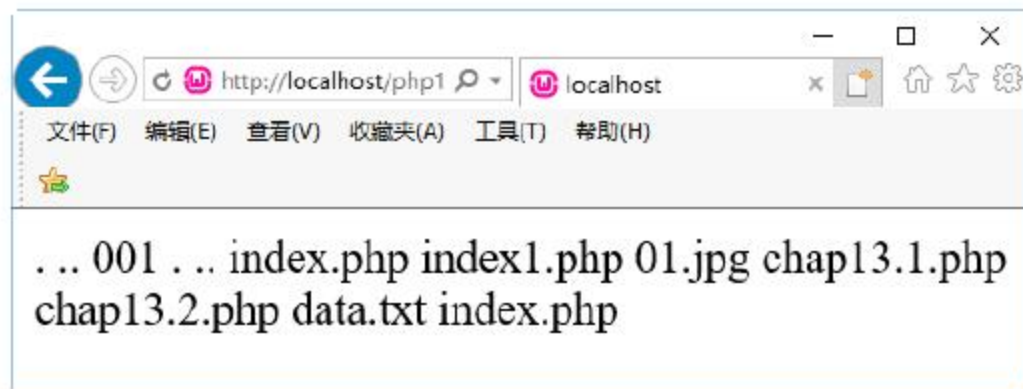 http://localhost/php1
localhost
文件(F) 编辑(E) 查看(V) 收藏夹(A) 工具(T) 帮助(H)
. .. 001 . .. index.php index1.php 01.jpg chap13.1.php
chap13.2.php data.txt index.php